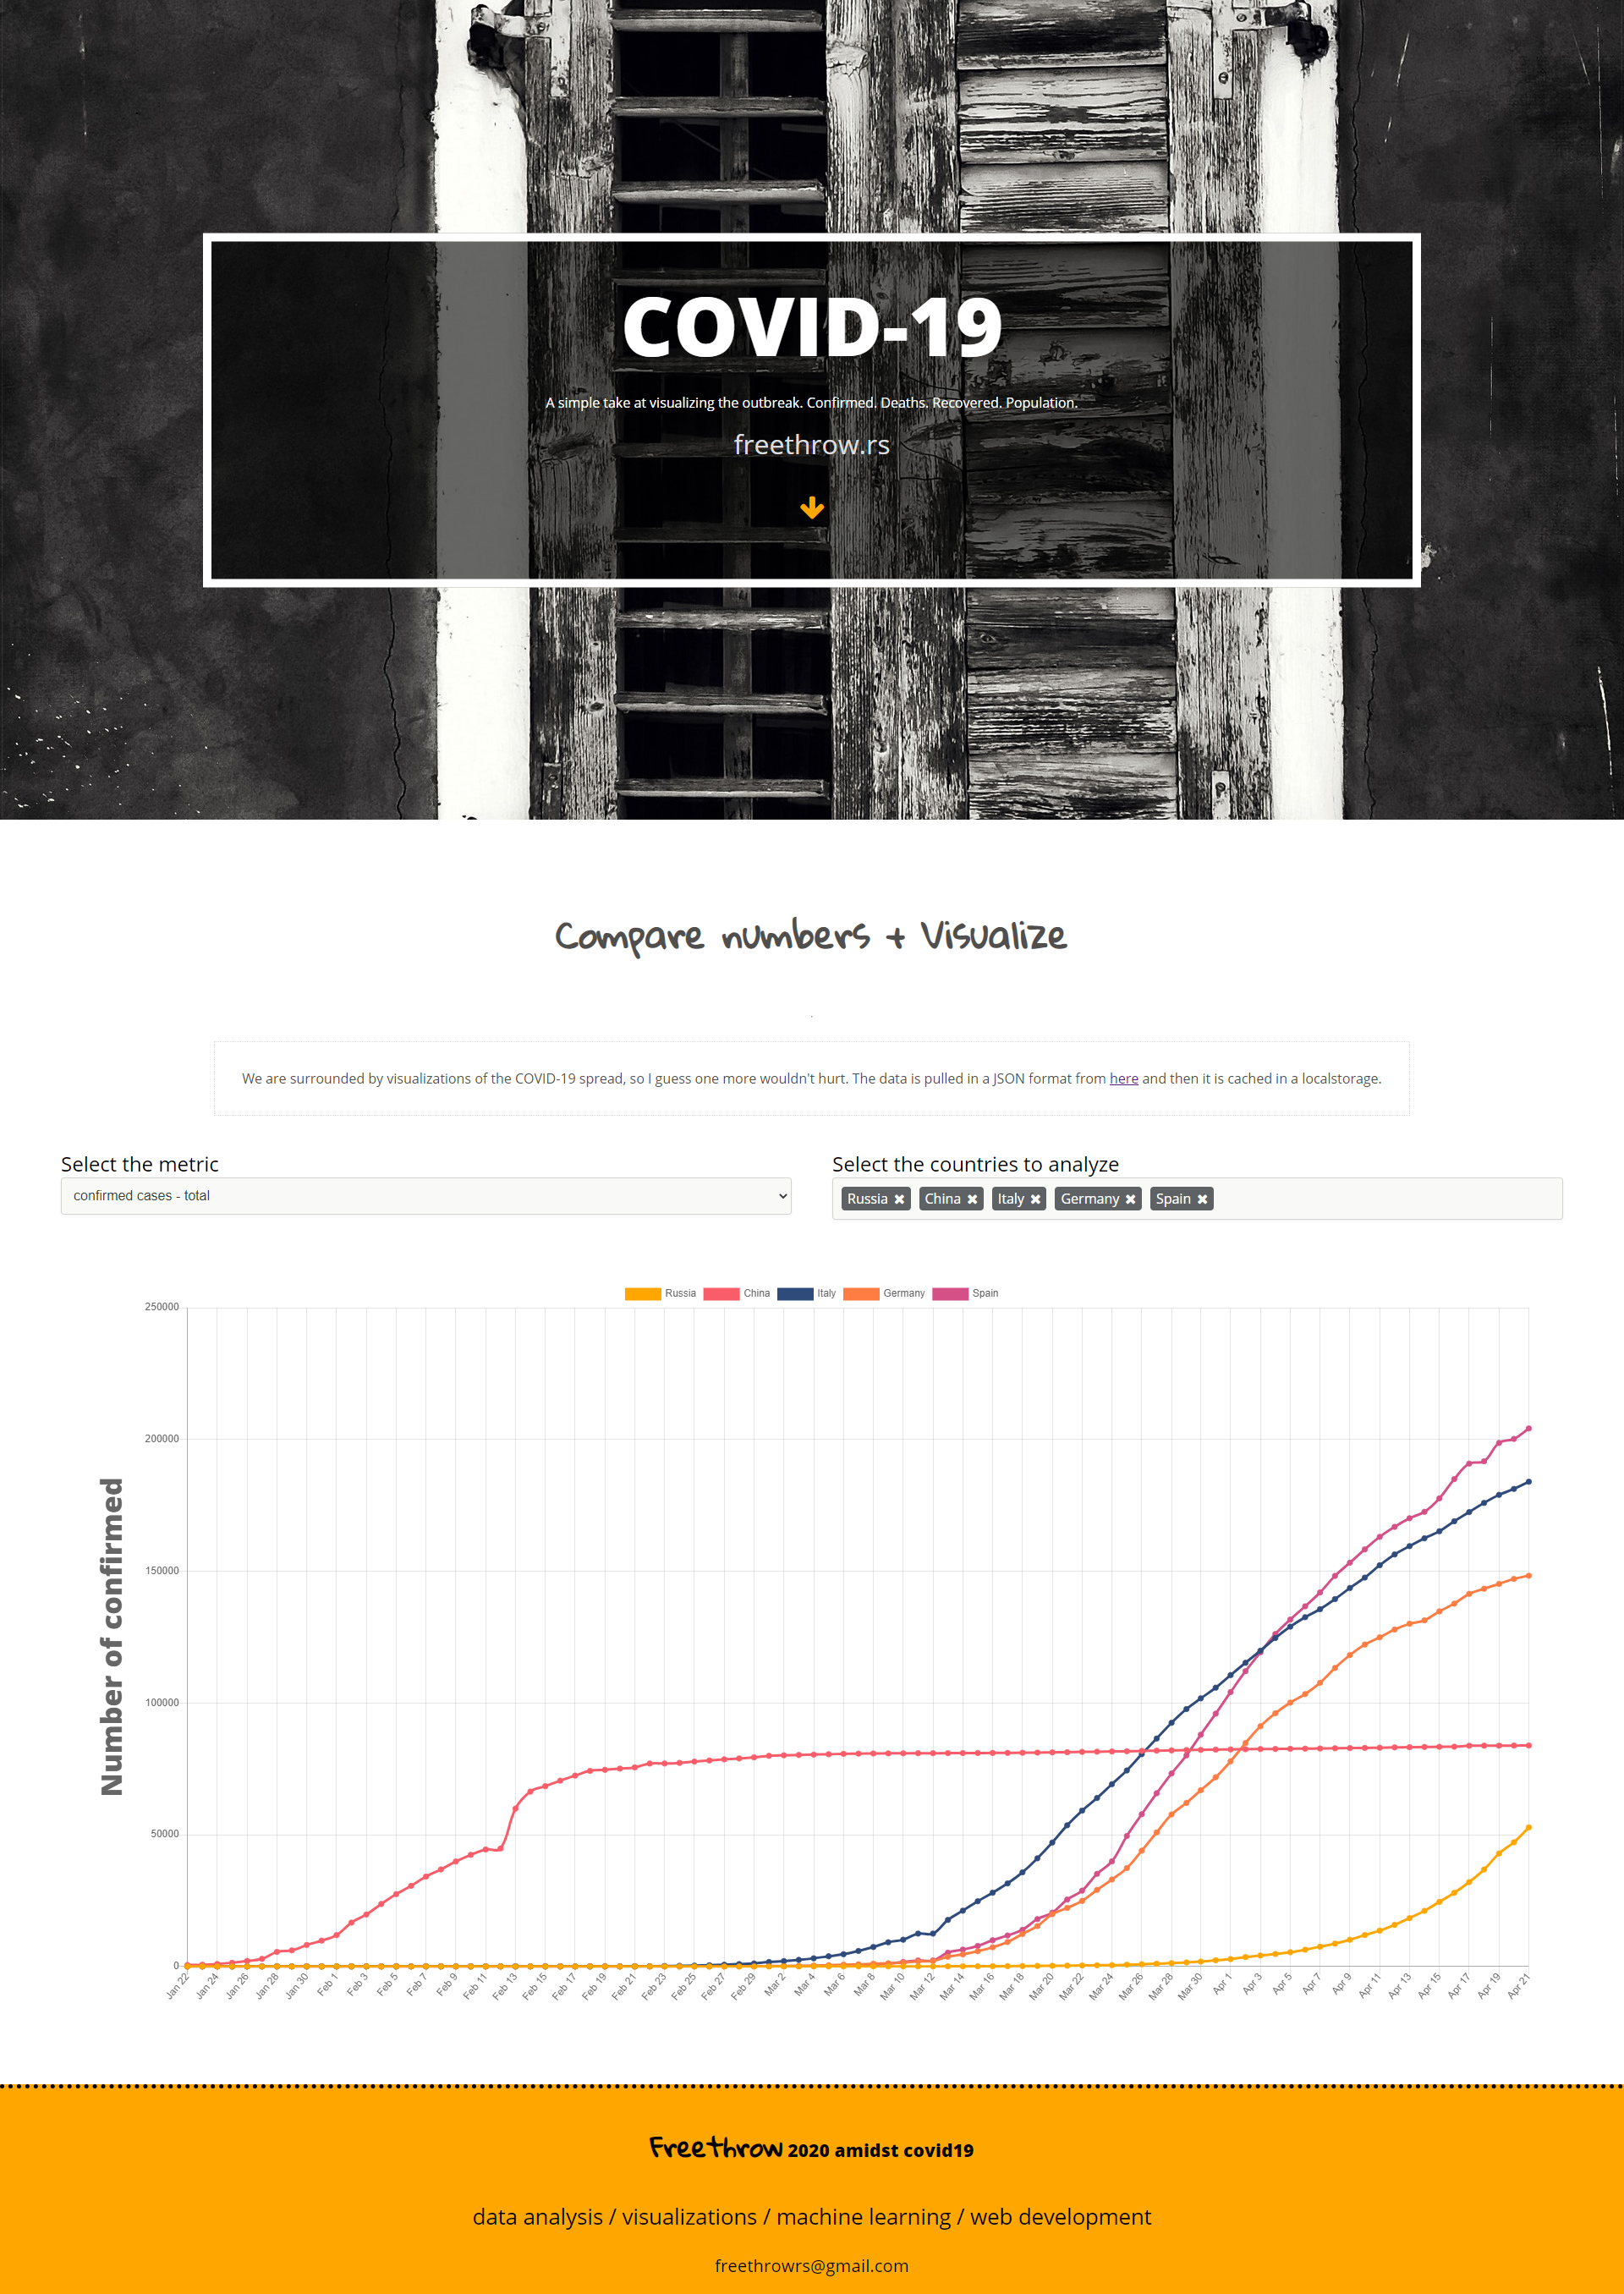 COVID-19
A simple take at visualizing the outbreak. Confirmed. Deaths. Recovered. Population.
freethrow.rs
Compare numbers + Visualize
.
We are surrounded by visualizations of the COVID-19 spread, so I guess one more wouldn't hurt. The data is pulled in a JSON format from here and then it is cached in a localstorage.
Select the metric
confirmed cases - total
Select the countries to analyze
Russia ✖ China ✖ Italy ✖ Germany ✖ Spain ✖
Russia China Italy Germany Spain
Number of confirmed
250000
200000
150000
100000
50000
0
Jan 22 Jan 24 Jan 26 Jan 28 Jan 30 Feb 1 Feb 3 Feb 5 Feb 7 Feb 9 Feb 11 Feb 13 Feb 15 Feb 17 Feb 19 Feb 21 Feb 23 Feb 25 Feb 27 Feb 29 Mar 2 Mar 4 Mar 6 Mar 8 Mar 10 Mar 12 Mar 14 Mar 16 Mar 18 Mar 20 Mar 22 Mar 24 Mar 26 Mar 28 Mar 30 Apr 1 Apr 3 Apr 5 Apr 7 Apr 9 Apr 11 Apr 13 Apr 15 Apr 17 Apr 19 Apr 21
Freethrow 2020 amidst covid19
data analysis / visualizations / machine learning / web development
freethrowrs@gmail.com